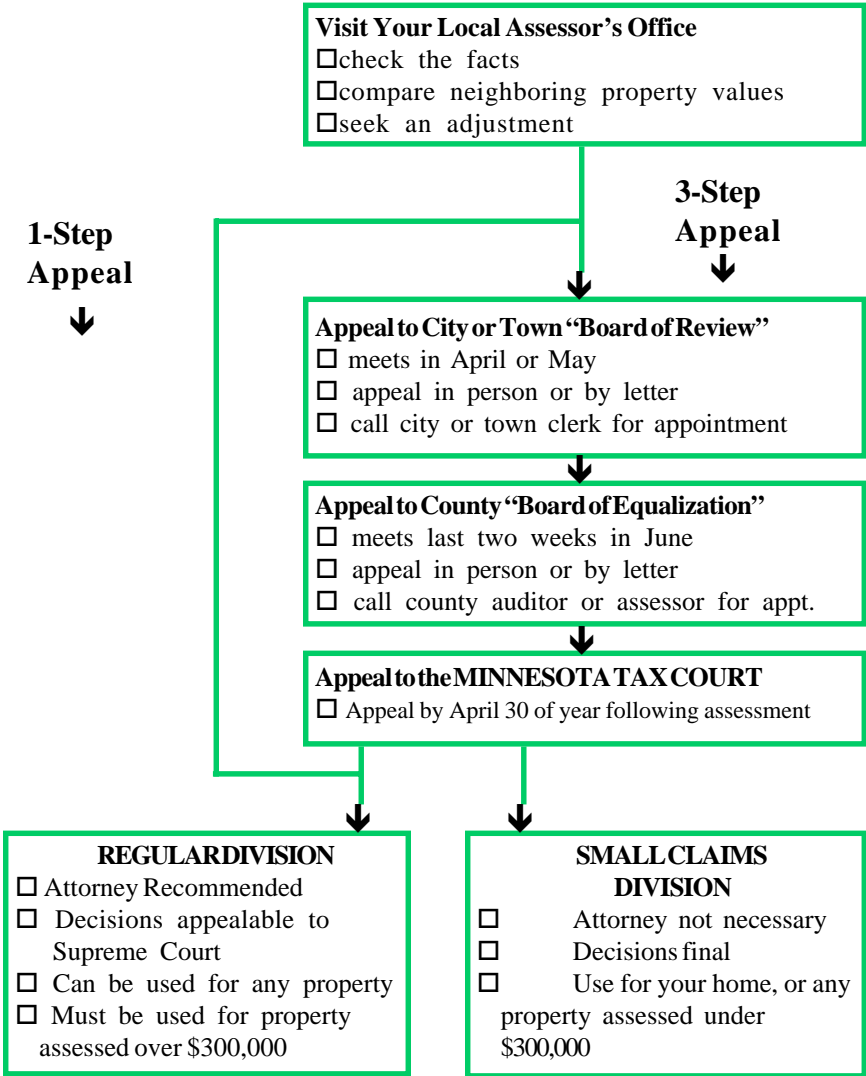 Visit Your Local Assessor’s Office
☐check the facts
☐compare neighboring property values
☐seek an adjustment
1-Step
Appeal
3-Step
Appeal
Appeal to City or Town “Board of Review”
☐ meets in April or May
☐ appeal in person or by letter
☐ call city or town clerk for appointment
Appeal to County “Board of Equalization”
☐ meets last two weeks in June
☐ appeal in person or by letter
☐ call county auditor or assessor for appt.
Appeal to the MINNESOTA TAX COURT
☐ Appeal by April 30 of year following assessment
REGULAR DIVISION
☐ Attorney Recommended
☐ Decisions appealable to
Supreme Court
☐ Can be used for any property
☐ Must be used for property
assessed over $300,000
SMALL CLAIMS
DIVISION
☐ Attorney not necessary
☐ Decisions final
☐ Use for your home, or any
property assessed under
$300,000